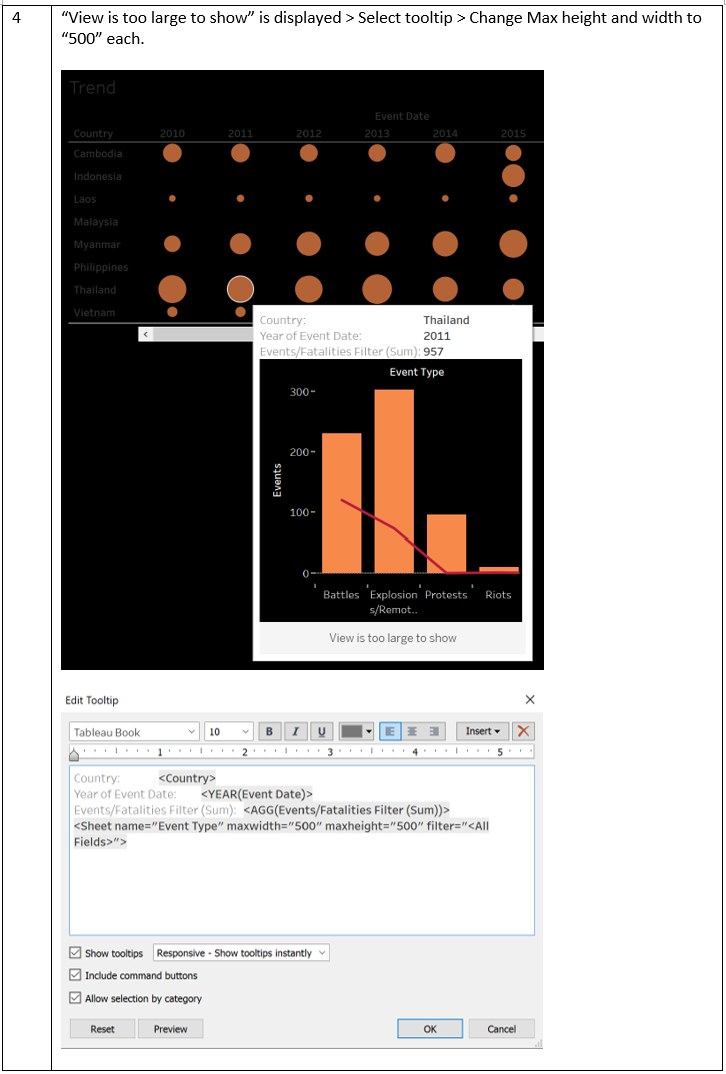 4
“View is too large to show” is displayed > Select tooltip > Change Max height and width to
“500” each.
Trend
Event Date
Country 2010 2011 2012 2013 2014 2015
Cambodia
Indonesia
Laos
Malaysia
Myanmar
Philippines
Thailand
Vietnam
<
Country: Thailand
Year of Event Date: 2011
Events/Fatalities Filter (Sum): 957
Event Type
300
200
100
0
Events
Battles Explosion Protests Riots
s/Remot..
View is too large to show
Edit Tooltip
Tableau Book 10 B I U Insert
1 2 3 4 5
Country: <Country>
Year of Event Date: <YEAR(Event Date)>
Events/Fatalities Filter (Sum): <AGG(Events/Fatalities Filter (Sum))>
<Sheet name="Event Type" maxwidth="500" maxheight="500" filter="<All
Fields>">
Show tooltips Responsive - Show tooltips instantly
Include command buttons
Allow selection by category
Reset Preview OK Cancel